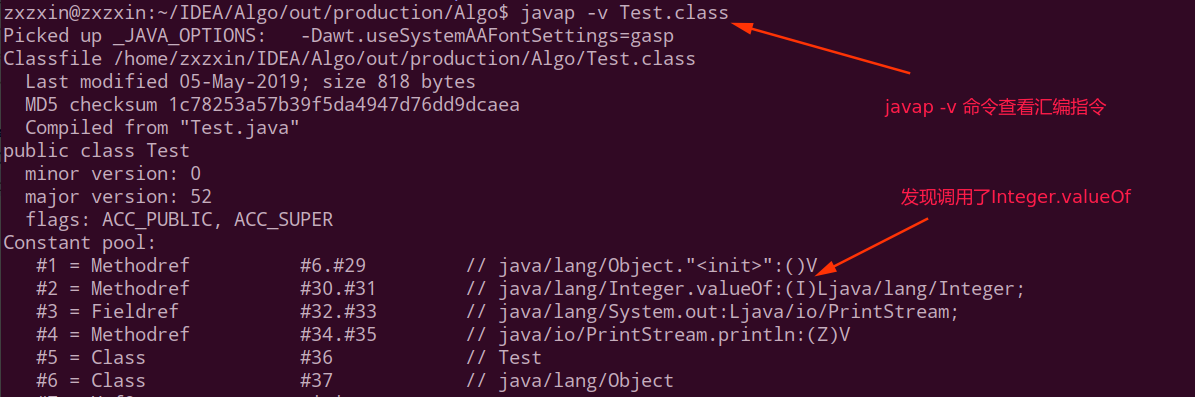 zxzxin@zxzxin:~/IDEA/Algo/out/production/Algo$ javap -v Test.class
Picked up _JAVA_OPTIONS:   -Dawt.useSystemAAFontSettings=gasp
Classfile /home/zxzxin/IDEA/Algo/out/production/Algo/Test.class
  Last modified 05-May-2019; size 818 bytes
  MD5 checksum 1c78253a57b39f5da4947d76dd9dcaea
javap -v 命令查看汇编指令
  Compiled from "Test.java"
public class Test
  minor version: 0
  major version: 52
发现调用了Integer.valueOf
  flags: ACC_PUBLIC, ACC_SUPER
Constant pool:
   #1 = Methodref          #6.#29         // java/lang/Object."<init>":()V
   #2 = Methodref          #30.#31        // java/lang/Integer.valueOf:(I)Ljava/lang/Integer;
   #3 = Fieldref           #32.#33        // java/lang/System.out:Ljava/io/PrintStream;
   #4 = Methodref          #34.#35        // java/io/PrintStream.println:(Z)V
   #5 = Class              #36            // Test
   #6 = Class              #37            // java/lang/Object